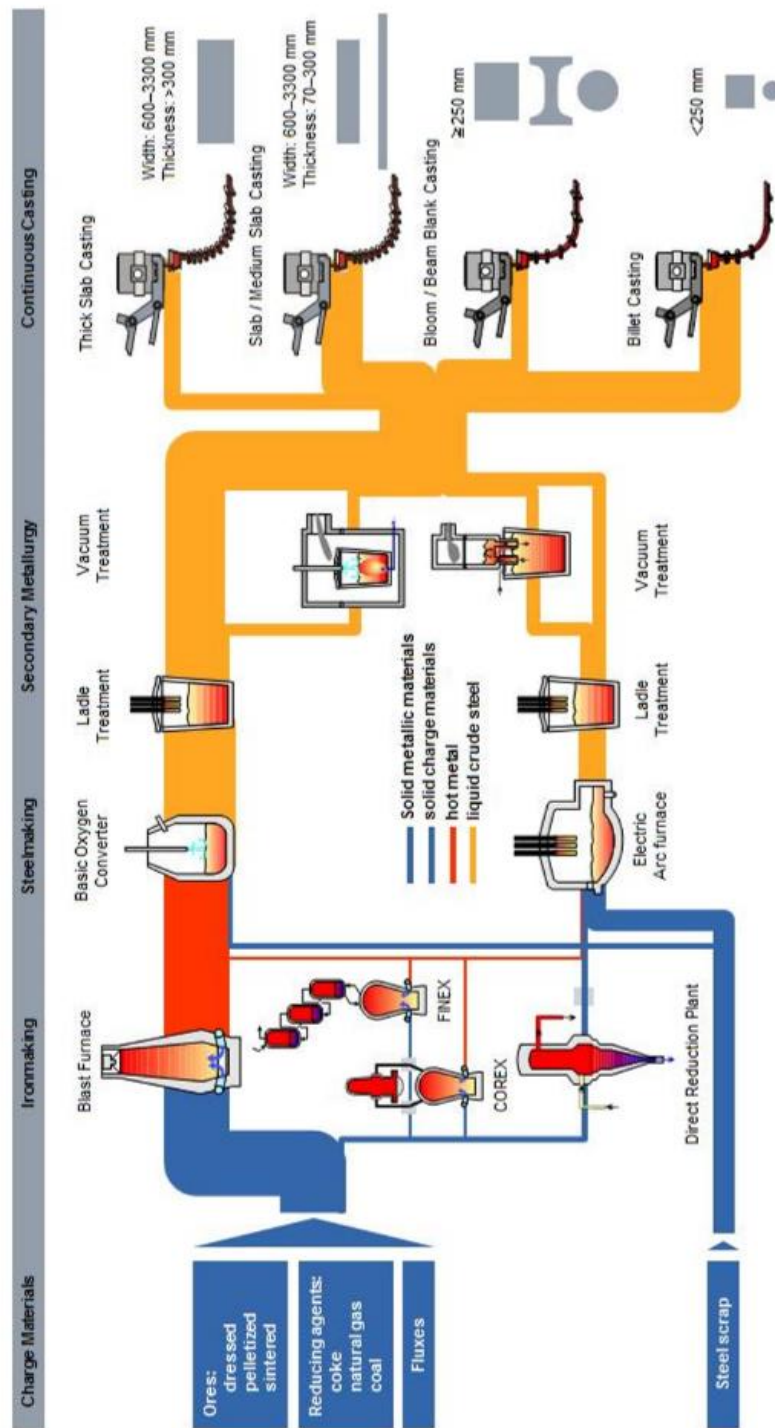 Charge Materials
Ironmaking
Steelmaking
Secondary Metallurgy
Continuous Casting
Ores:
dressed
pelletized
sintered
Reducing agents:
coke
natural gas
coal
Fluxes
Steel scrap
Blast Furnace
COREX
FINEX
Direct Reduction Plant
Basic Oxygen
Converter
Electric
Arc furnace
Solid metallic materials
solid charge materials
hot metal
liquid crude steel
Ladle
Treatment
Ladle
Treatment
Vacuum
Treatment
Vacuum
Treatment
Thick Slab Casting
Width: 600–3300 mm
Thickness: >300 mm
Slab / Medium Slab Casting
Width: 600–3300 mm
Thickness: 70–300 mm
Bloom / Beam Blank Casting
≧250 mm
Billet Casting
<250 mm